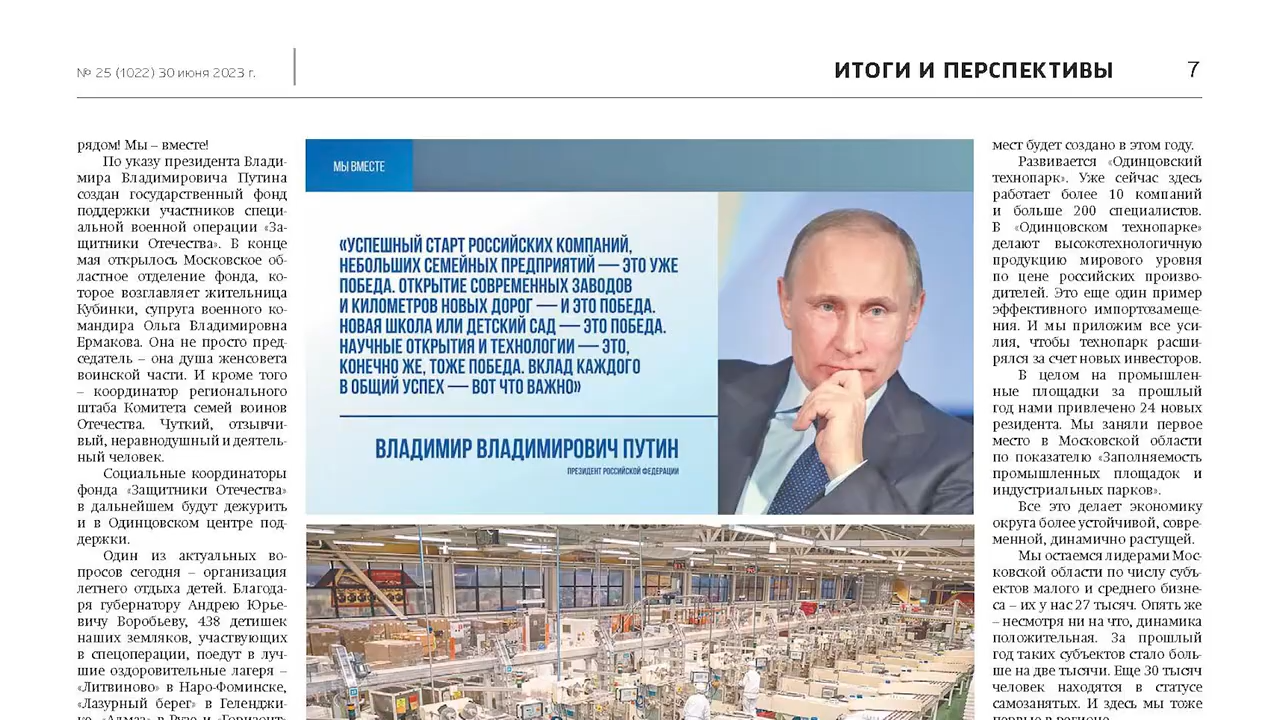 № 25 (1022) 30 июня 2023 г.
ИТОГИ И ПЕРСПЕКТИВЫ
7
рядом! Мы – вместе!
По указу президента Влади-
мира Владимировича Путина
создан государственный фонд
поддержки участников специ-
альной военной операции «За-
щитники Отечества». В конце
мая открылось Московское об-
ластное отделение фонда, ко-
торое возглавляет жительница
Кубинки, супруга военного ко-
мандира Ольга Владимировна
Ермакова. Она не просто пред-
седатель – она душа женсовета
воинской части. И кроме того
– координатор регионального
штаба Комитета семей воинов
Отечества. Чуткий, отзывчи-
вый, неравнодушный и деятель-
ный человек.
Социальные координаторы
фонда «Защитники Отечества»
в дальнейшем будут дежурить
и в Одинцовском центре под-
держки.
Один из актуальных во-
просов сегодня – организация
летнего отдыха детей. Благода-
ря губернатору Андрею Юрье-
вичу Воробьеву, 438 детишек
наших земляков, участвующих
в спецоперации, поедут в луч-
шие оздоровительные лагеря –
«Литвиново» в Наро-Фоминске,
«Лазурный берег» в Геленджи-
ке, «Алмаз» в Рузе и «Горизонт»
МЫ ВМЕСТЕ
«УСПЕШНЫЙ СТАРТ РОССИЙСКИХ КОМПАНИЙ,
НЕБОЛЬШИХ СЕМЕЙНЫХ ПРЕДПРИЯТИЙ — ЭТО УЖЕ
ПОБЕДА. ОТКРЫТИЕ СОВРЕМЕННЫХ ЗАВОДОВ
И КИЛОМЕТРОВ НОВЫХ ДОРОГ — И ЭТО ПОБЕДА.
НОВАЯ ШКОЛА ИЛИ ДЕТСКИЙ САД — ЭТО ПОБЕДА.
НАУЧНЫЕ ОТКРЫТИЯ И ТЕХНОЛОГИИ — ЭТО,
КОНЕЧНО ЖЕ, ТОЖЕ ПОБЕДА. ВКЛАД КАЖДОГО
В ОБЩИЙ УСПЕХ — ВОТ ЧТО ВАЖНО»
ВЛАДИМИР ВЛАДИМИРОВИЧ ПУТИН
ПРЕЗИДЕНТ РОССИЙСКОЙ ФЕДЕРАЦИИ
мест будет создано в этом году.
Развивается «Одинцовский
технопарк». Уже сейчас здесь
работает более 10 компаний
и больше 200 специалистов.
В «Одинцовском технопарке»
делают высокотехнологичную
продукцию мирового уровня
по цене российских произво-
дителей. Это еще один пример
эффективного импортозамеще-
ния. И мы приложим все уси-
лия, чтобы технопарк расши-
рялся за счет новых инвесторов.
В целом на промышлен-
ные площадки за прошлый
год нами привлечено 24 новых
резидента. Мы заняли первое
место в Московской области
по показателю «Заполняемость
промышленных площадок и
индустриальных парков».
Все это делает экономику
округа более устойчивой, совре-
менной, динамично растущей.
Мы остаемся лидерами Мос-
ковской области по числу субъ-
ектов малого и среднего бизне-
са – их у нас 27 тысяч. Опять же
– несмотря ни на что, динамика
положительная. За прошлый
год таких субъектов стало боль-
ше на две тысячи. Еще 30 тысяч
человек находятся в статусе
самозанятых. И здесь мы тоже
первые в регионе.